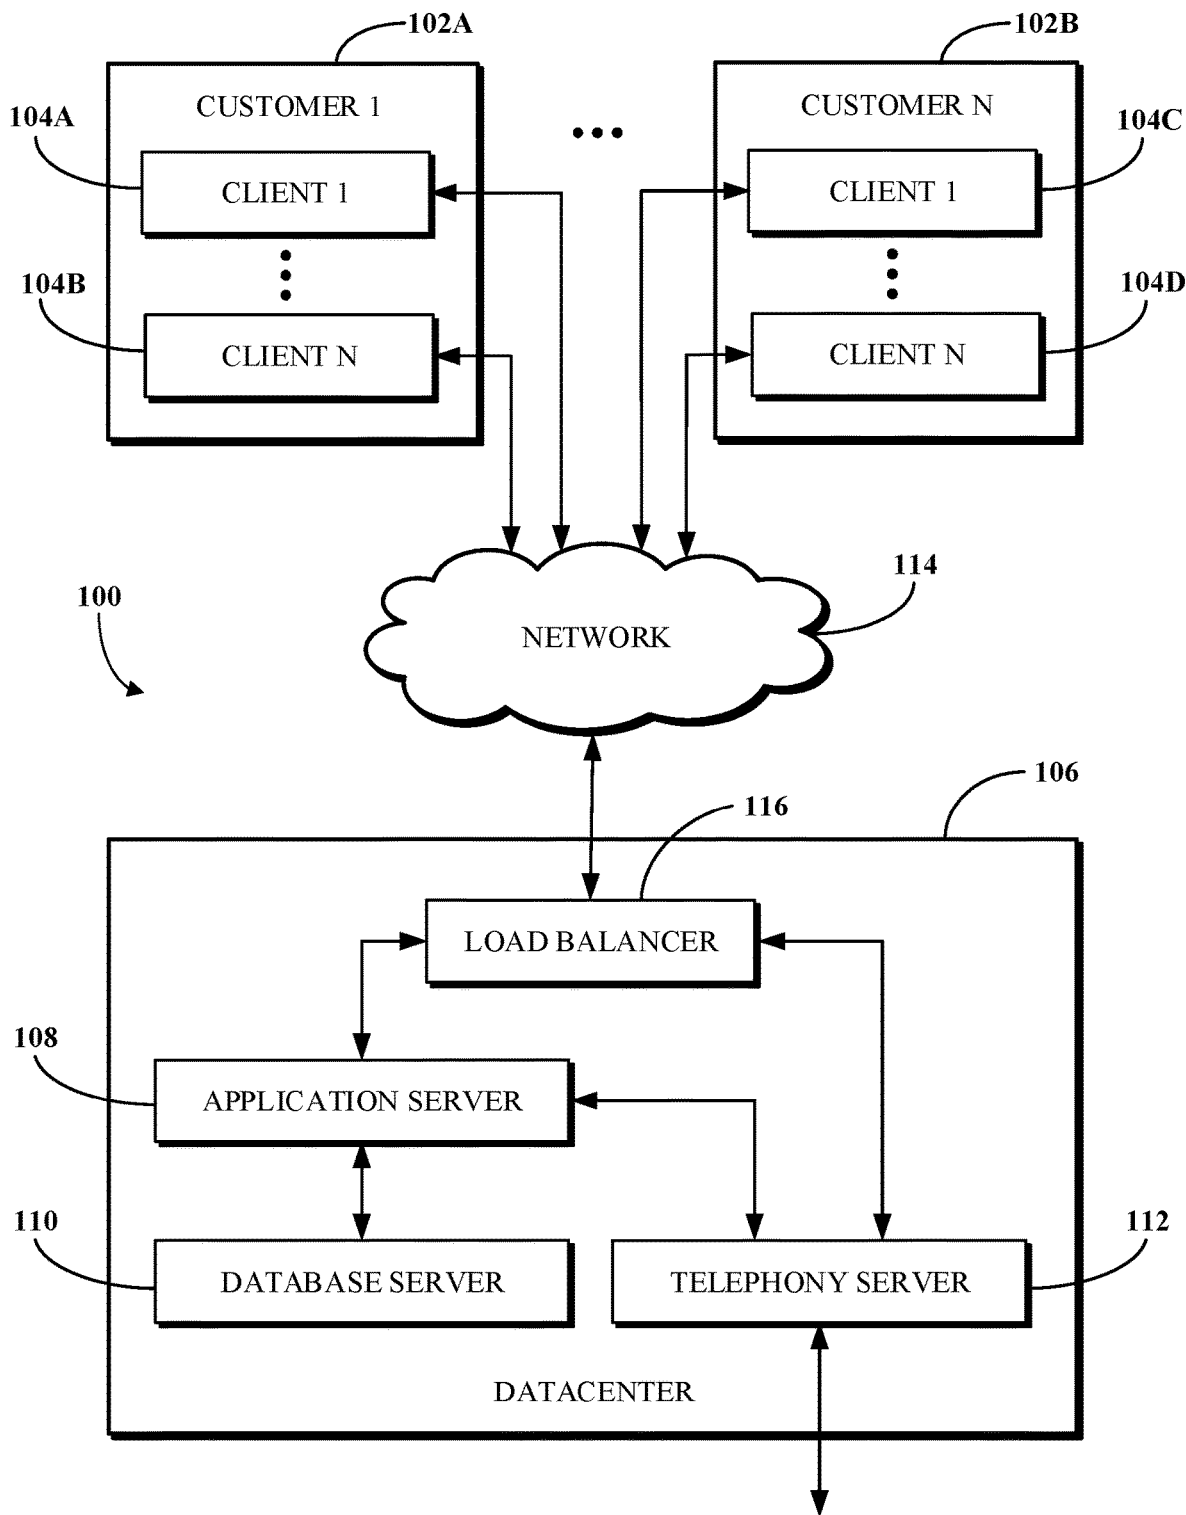 102A
102B
CUSTOMER 1
CUSTOMER N
104A
104C
CLIENT 1
CLIENT 1
104B
104D
CLIENT N
CLIENT N
114
100
NETWORK
106
116
LOAD BALANCER
108
APPLICATION SERVER
110
112
DATABASE SERVER
TELEPHONY SERVER
DATACENTER